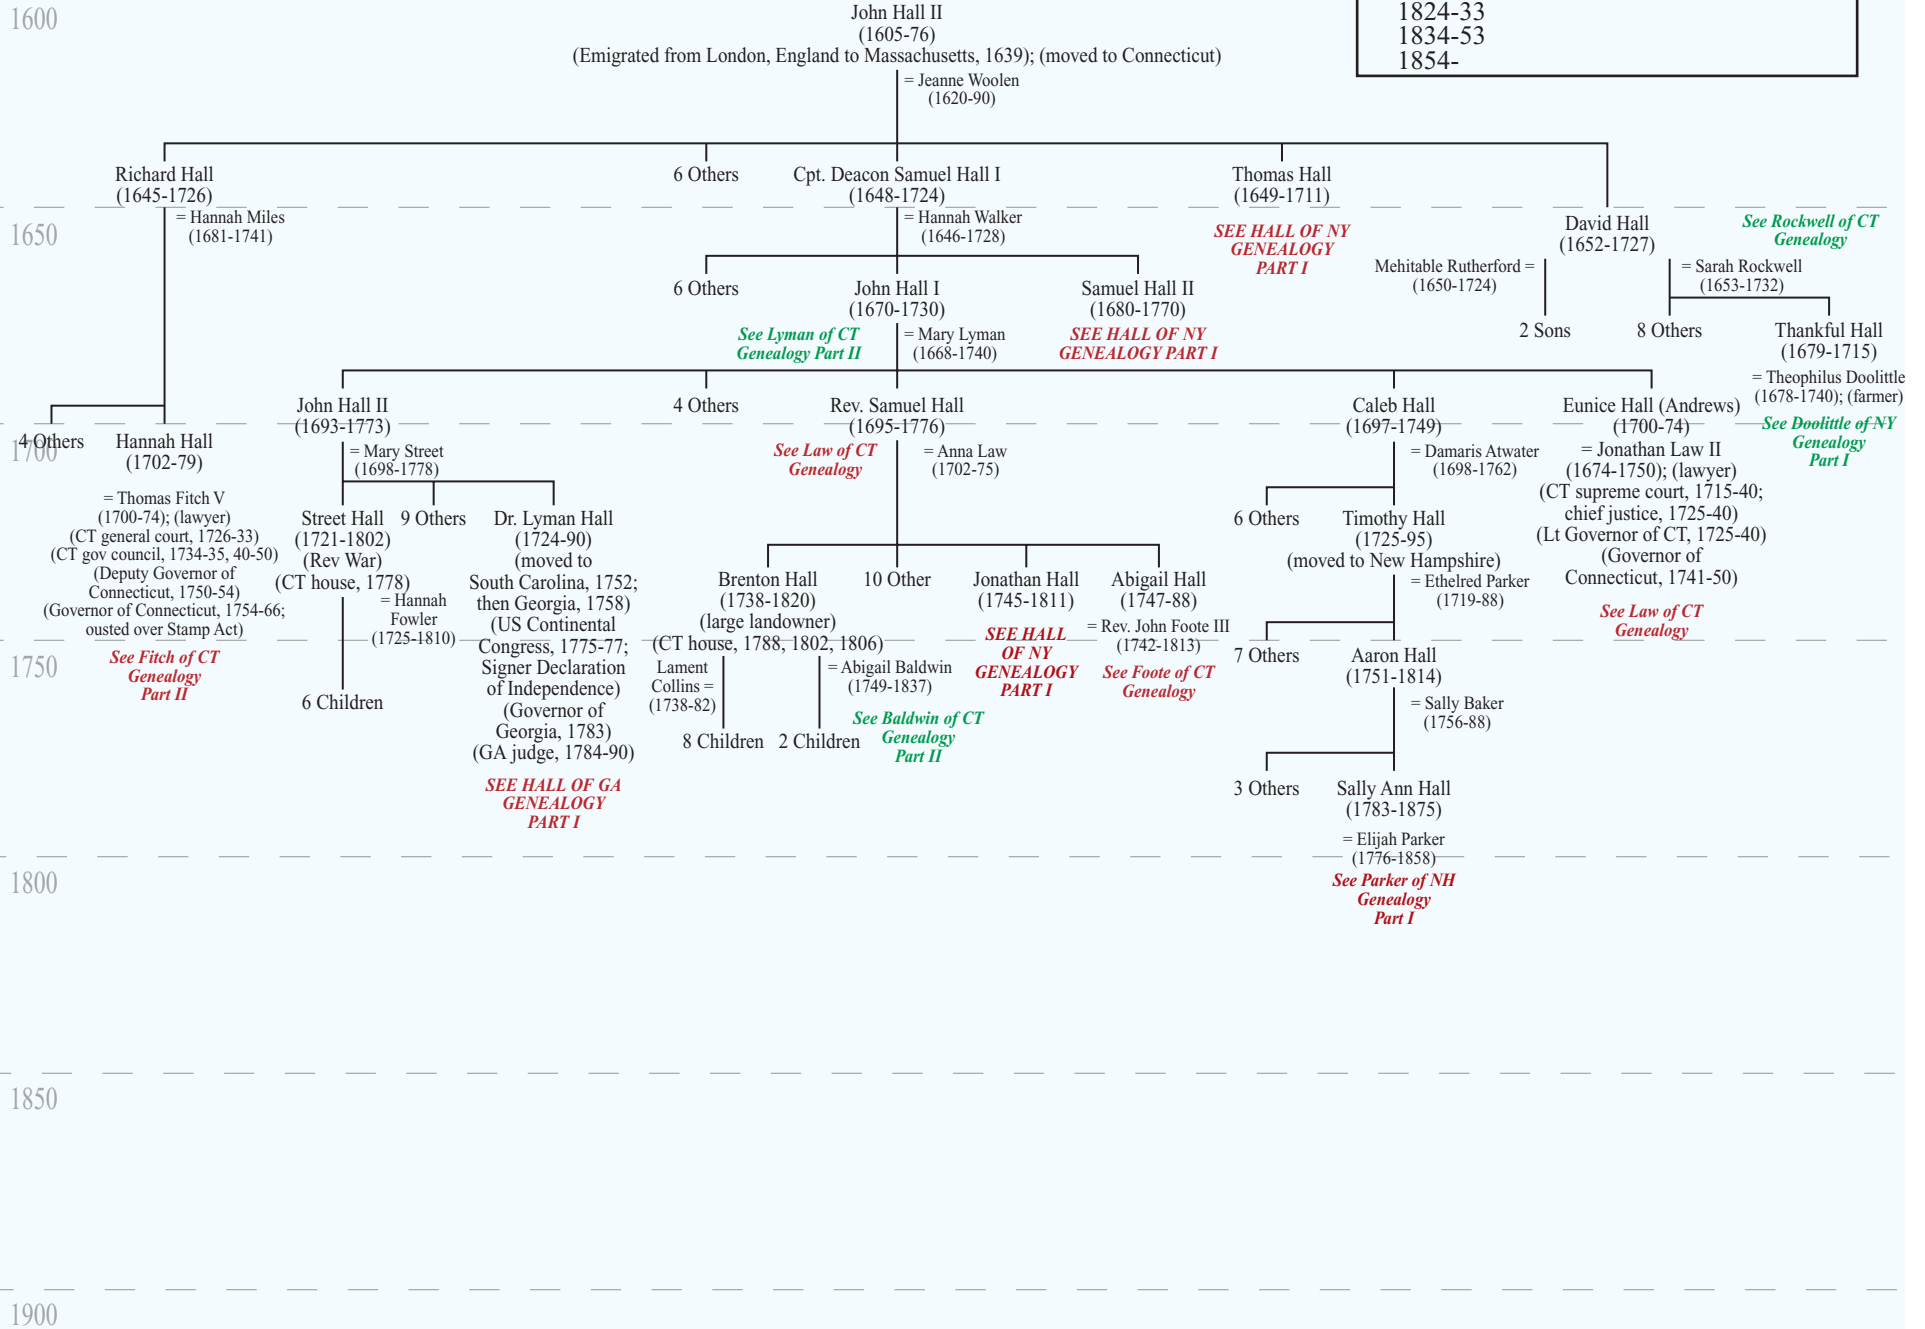 1600
John Hall II
(1605-76)
(Emigrated from London, England to Massachusetts, 1639); (moved to Connecticut)
= Jeanne Woolen
(1620-90)
1824-33
1834-53
1854-
Richard Hall
(1645-1726)
= Hannah Miles
(1681-1741)
6 Others
Cpt. Deacon Samuel Hall I
(1648-1724)
= Hannah Walker
(1646-1728)
Thomas Hall
(1649-1711)
SEE HALL OF NY
GENEALOGY
PART I
1650
David Hall
(1652-1727)
See Rockwell of CT
Genealogy
Mehitable Rutherford =
(1650-1724)
= Sarah Rockwell
(1653-1732)
6 Others
John Hall I
(1670-1730)
See Lyman of CT
Genealogy Part II
= Mary Lyman
(1668-1740)
Samuel Hall II
(1680-1770)
SEE HALL OF NY
GENEALOGY PART I
2 Sons
8 Others
Thankful Hall
(1679-1715)
= Theophilus Doolittle
(1678-1740); (farmer)
See Doolittle of NY
Genealogy
Part I
4 Others
1700
Hannah Hall
(1702-79)
= Thomas Fitch V
(1700-74); (lawyer)
(CT general court, 1726-33)
(CT gov council, 1734-35, 40-50)
(Deputy Governor of
Connecticut, 1750-54)
(Governor of Connecticut, 1754-66;
ousted over Stamp Act)
See Fitch of CT
Genealogy
Part II
John Hall II
(1693-1773)
= Mary Street
(1698-1778)
4 Others
Rev. Samuel Hall
(1695-1776)
See Law of CT
Genealogy
= Anna Law
(1702-75)
Caleb Hall
(1697-1749)
= Damaris Atwater
(1698-1762)
Eunice Hall (Andrews)
(1700-74)
= Jonathan Law II
(1674-1750); (lawyer)
(CT supreme court, 1715-40;
chief justice, 1725-40)
(Lt Governor of CT, 1725-40)
(Governor of
Connecticut, 1741-50)
See Law of CT
Genealogy
Street Hall
(1721-1802)
(Rev War)
(CT house, 1778)
= Hannah
Fowler
(1725-1810)
6 Children
9 Others
Dr. Lyman Hall
(1724-90)
(moved to
South Carolina, 1752;
then Georgia, 1758)
(US Continental
Congress, 1775-77;
Signer Declaration
of Independence)
(Governor of
Georgia, 1783)
(GA judge, 1784-90)
SEE HALL OF GA
GENEALOGY
PART I
Brenton Hall
(1738-1820)
(large landowner)
(CT house, 1788, 1802, 1806)
Lament
Collins =
(1738-82)
= Abigail Baldwin
(1749-1837)
8 Children
2 Children
See Baldwin of CT
Genealogy
Part II
10 Other
Jonathan Hall
(1745-1811)
SEE HALL
OF NY
GENEALOGY
PART I
Abigail Hall
(1747-88)
= Rev. John Foote III
(1742-1813)
See Foote of CT
Genealogy
6 Others
Timothy Hall
(1725-95)
(moved to New Hampshire)
= Ethelred Parker
(1719-88)
1750
7 Others
Aaron Hall
(1751-1814)
= Sally Baker
(1756-88)
3 Others
Sally Ann Hall
(1783-1875)
= Elijah Parker
(1776-1858)
See Parker of NH
Genealogy
Part I
1800
1850
1900